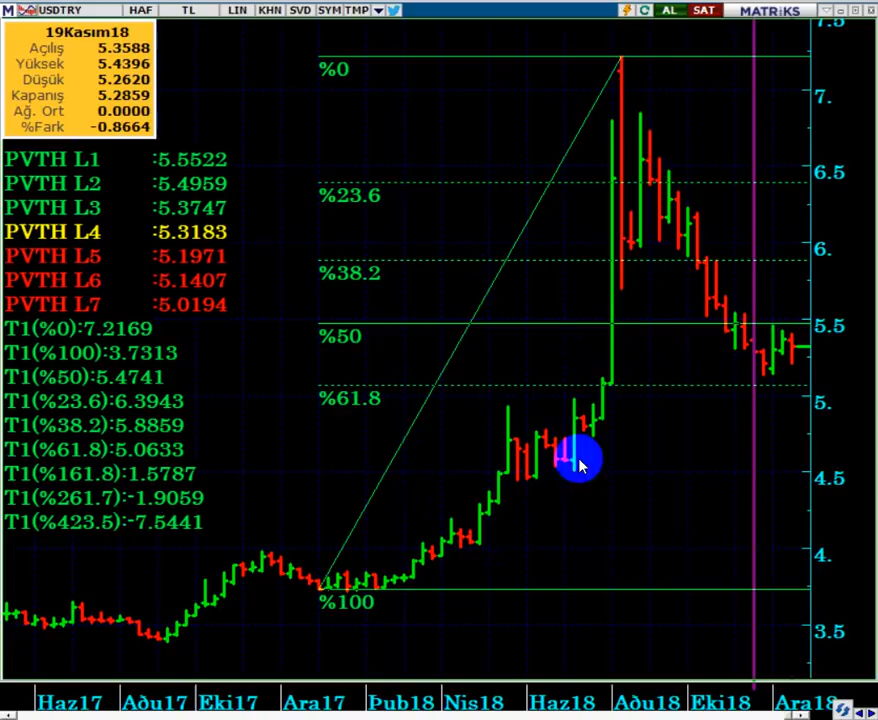 M USDTRY HAF TL LIN KHN SVD SYM TMP AL SAT MATRİKS
19Kasım18
Açılış 5.3588
Yüksek 5.4396
Düşük 5.2620
Kapanış 5.2859
Ağ. Ort 0.0000
%Fark -0.8664
PVTH L1 :5.5522
PVTH L2 :5.4959
PVTH L3 :5.3747
PVTH L4 :5.3183
PVTH L5 :5.1971
PVTH L6 :5.1407
PVTH L7 :5.0194
T1(%0):7.2169
T1(%100):3.7313
T1(%50):5.4741
T1(%23.6):6.3943
T1(%38.2):5.8859
T1(%61.8):5.0633
T1(%161.8):1.5787
T1(%261.7):-1.9059
T1(%423.5):-7.5441
%0
%23.6
%38.2
%50
%61.8
%100
7.5
7.
6.5
6.
5.5
5.
4.5
4.
3.5
Haz17 Aðu17 Eki17 Ara17 Þub18 Nis18 Haz18 Aðu18 Eki18 Ara18